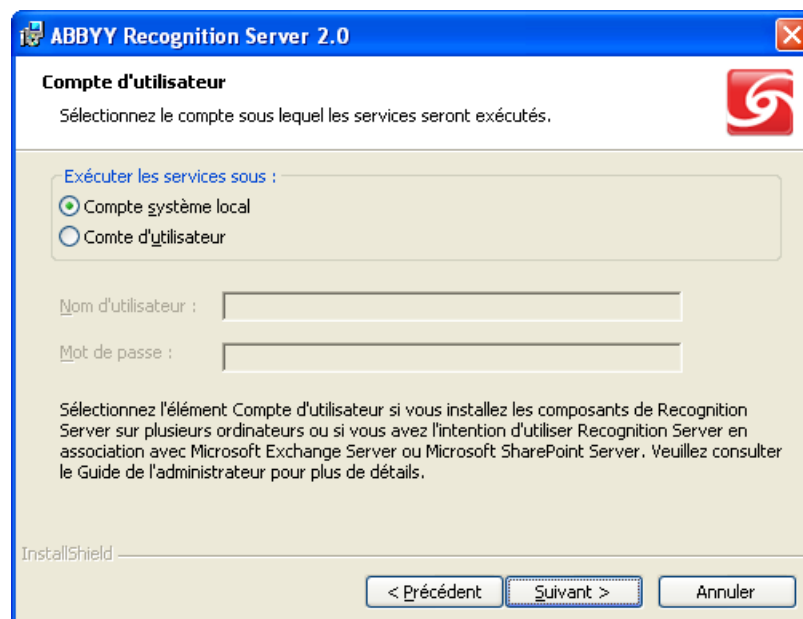 ABBYY Recognition Server 2.0
Compte d'utilisateur
Sélectionnez le compte sous lequel les services seront exécutés.
Exécuter les services sous :
Compte système local
Comte d'utilisateur
Nom d'utilisateur :
Mot de passe :
Sélectionnez l'élément Compte d'utilisateur si vous installez les composants de Recognition
Server sur plusieurs ordinateurs ou si vous avez l'intention d'utiliser Recognition Server en
association avec Microsoft Exchange Server ou Microsoft SharePoint Server. Veuillez consulter
le Guide de l'administrateur pour plus de détails.
InstallShield
< Précédent Suivant > Annuler